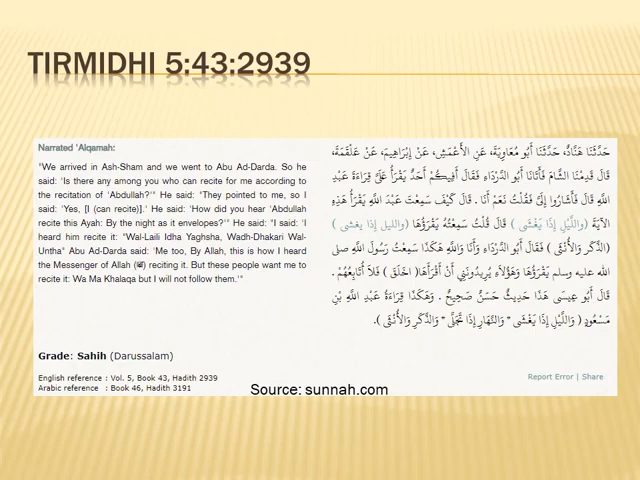 TIRMIDHI 5:43:2939
Narrated 'Alqamah:
"We arrived in Ash-Sham and we went to Abu Ad-Darda. So he
said: 'Is there any among you who can recite for me according to
the recitation of 'Abdullah?'" He said: "They pointed to me, so I
said: 'Yes, [I (can recite)].' He said: 'How did you hear 'Abdullah
recite this Ayah: By the night as it envelopes?'" He said: "I said: 'I
heard him recite it: "Wal-Laili Idha Yaghsha, Wadh-Dhakari Wal-
Untha" Abu Ad-Darda said: 'Me too, By Allah, this is how I heard
the Messenger of Allah (ﷺ) reciting it. But these people want me to
recite it: Wa Ma Khalaqa but I will not follow them.'"
حَدَّثَنَا هَنَّادٌ، حَدَّثَنَا أَبُو مُعَاوِيَةَ، عَنِ الأَعْمَشِ، عَنْ إِبْرَاهِيمَ، عَنْ عَلْقَمَةَ،
قَالَ قَدِمْنَا الشَّامَ فَأَتَانَا أَبُو الدَّرْدَاءِ فَقَالَ أَفِيكُمْ أَحَدٌ يَقْرَأُ عَلَىَّ قِرَاءَةَ عَبْدِ
اللَّهِ قَالَ فَأَشَارُوا إِلَىَّ فَقُلْتُ نَعَمْ أَنَا . قَالَ كَيْفَ سَمِعْتَ عَبْدَ اللَّهِ يَقْرَأُ هَذِهِ
الآيَةَ (وَاللَّيْلِ إِذَا يَغْشَى ) قَالَ قُلْتُ سَمِعْتُهُ يَقْرَؤُهَا (والليل إذا يغشى )
(الذَّكَرِ وَالأُنْثَى ) فَقَالَ أَبُو الدَّرْدَاءِ وَأَنَا وَاللَّهِ هَكَذَا سَمِعْتُ رَسُولَ اللَّهِ صلى
الله عليه وسلم يَقْرَؤُهَا وَهَؤُلاَءِ يُرِيدُونَنِي أَنْ أَقْرَأَهَا( اخلَقَ ) فَلاَ أُتَابِعُهُمْ .
قَالَ أَبُو عِيسَى هَذَا حَدِيثٌ حَسَنٌ صَحِيحٌ . وَهَكَذَا قِرَاءَةُ عَبْدِ اللَّهِ بْنِ
مَسْعُودٍ ( وَاللَّيْلِ إِذَا يَغْشَى * وَالنَّهَارِ إِذَا تَجَلَّى * وَالذَّكَرِ وَالأُنْثَى ).
Grade: Sahih (Darussalam)
English reference : Vol. 5, Book 43, Hadith 2939
Arabic reference : Book 46, Hadith 3191
Report Error | Share
Source: sunnah.com